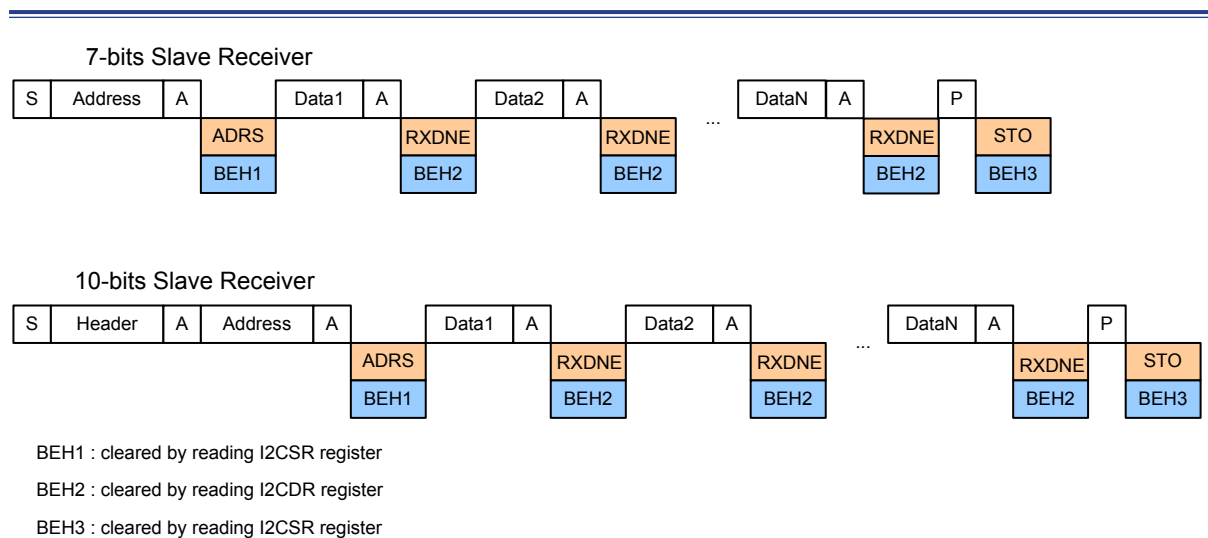 7-bits Slave Receiver
S Address A Data1 A Data2 A ... DataN A P
ADRS RXDNE RXDNE RXDNE STO
BEH1 BEH2 BEH2 BEH2 BEH3
10-bits Slave Receiver
S Header A Address A Data1 A Data2 A ... DataN A P
ADRS RXDNE RXDNE RXDNE STO
BEH1 BEH2 BEH2 BEH2 BEH3
BEH1 : cleared by reading I2CSR register
BEH2 : cleared by reading I2CDR register
BEH3 : cleared by reading I2CSR register